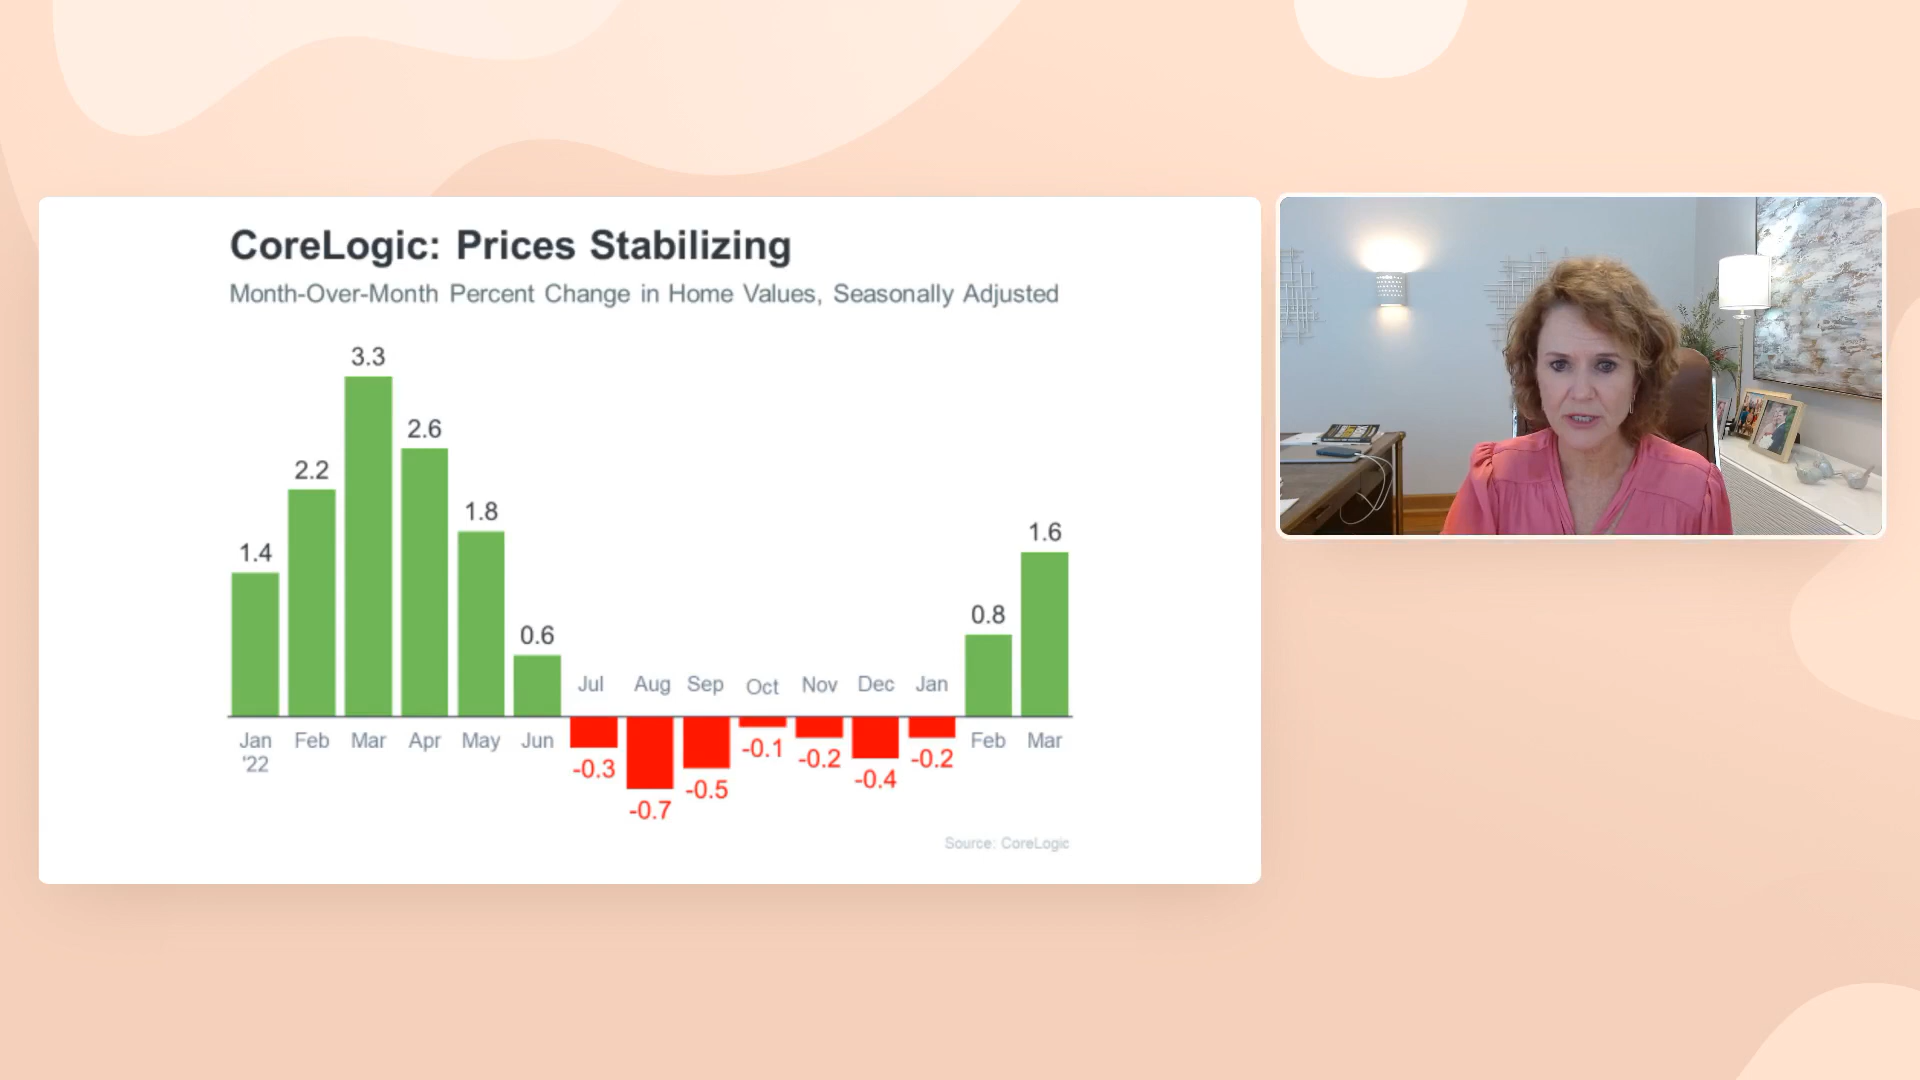 CoreLogic: Prices Stabilizing
Month-Over-Month Percent Change in Home Values, Seasonally Adjusted
3.3
2.6
2.2
1.8
1.4
1.6
0.8
0.6
Jul Aug Sep Oct Nov Dec Jan
Jan Feb Mar Apr May Jun Feb Mar
'22
-0.3 -0.7 -0.5 -0.1 -0.2 -0.4 -0.2
Source: CoreLogic